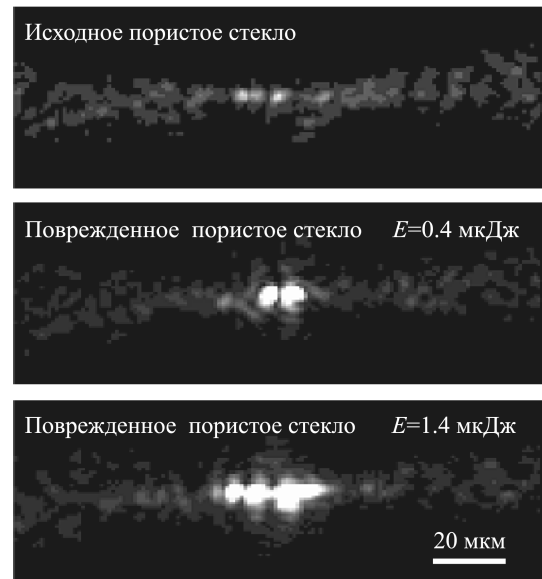 Исходное пористое стекло
Поврежденное пористое стекло E=0.4 мкДж
Поврежденное пористое стекло E=1.4 мкДж
20 мкм